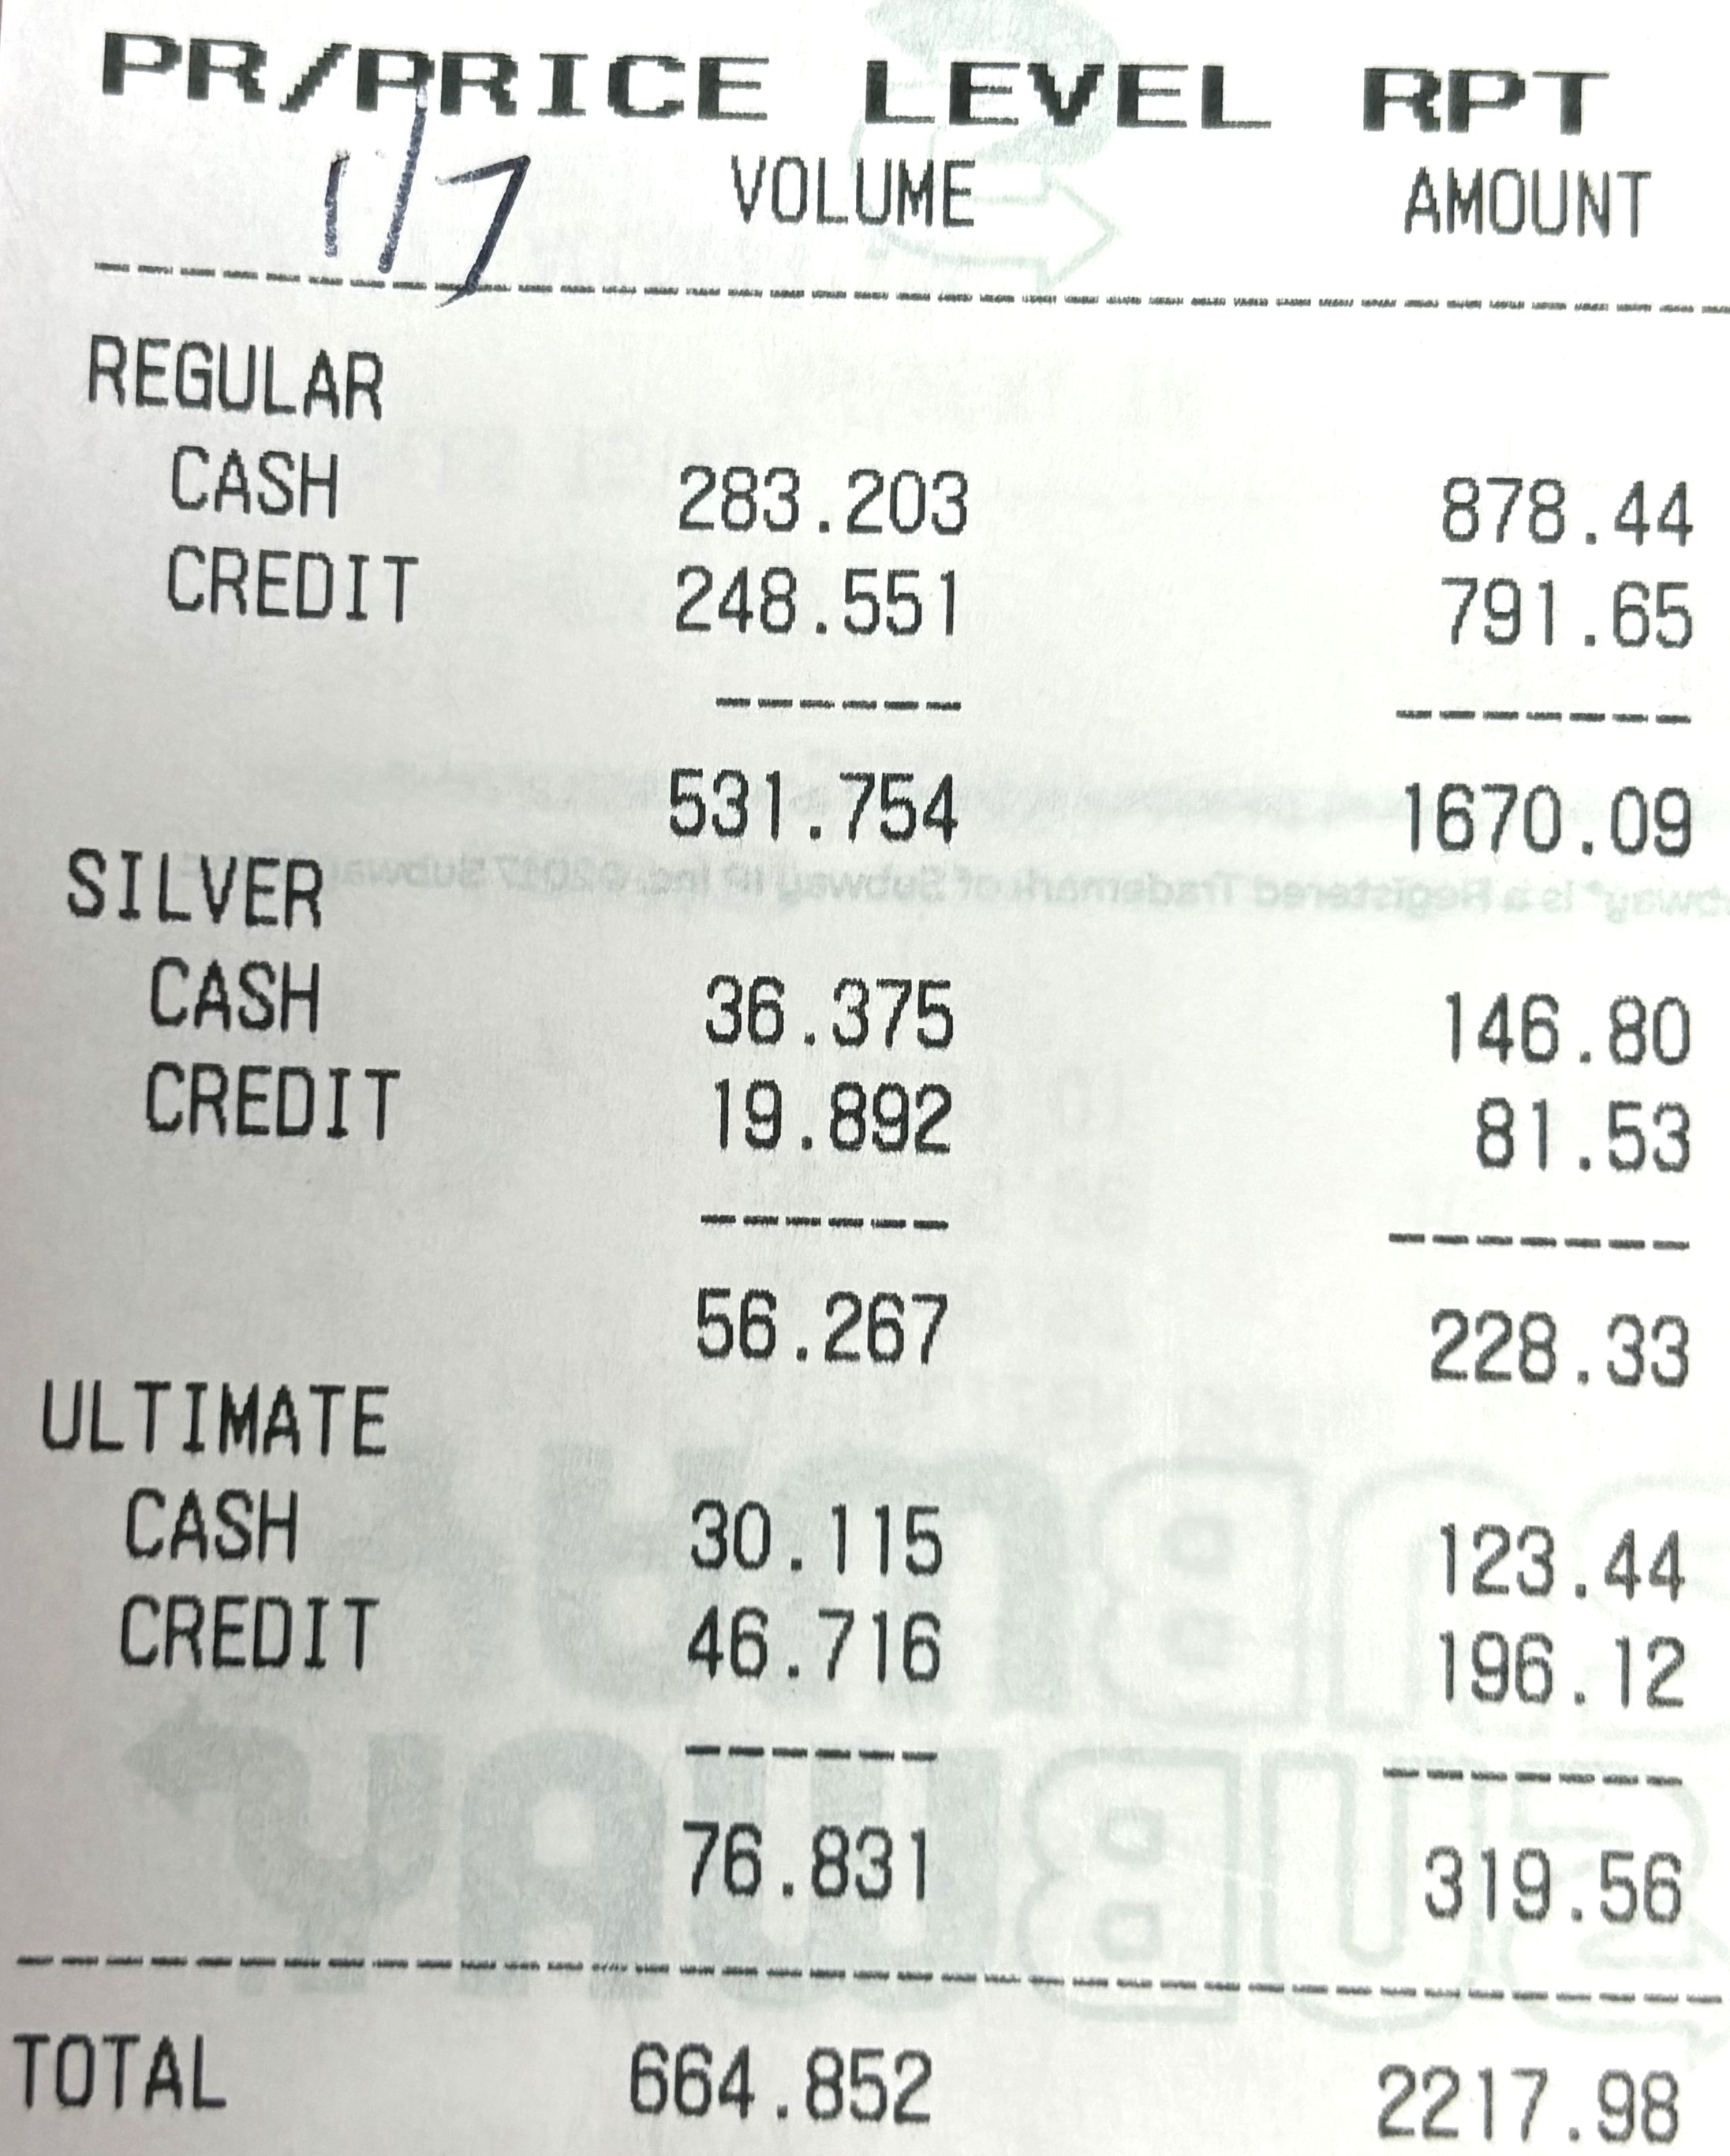 PR/PRICE LEVEL RPT
1/7 VOLUME AMOUNT
REGULAR
CASH 283.203 878.44
CREDIT 248.551 791.65
531.754 1670.09
SILVER
bway® is a Registered Trademark of Subway IP Inc. ©2017 Subway
CASH 36.375 146.80
CREDIT 19.892 81.53
56.267 228.33
ULTIMATE
CASH 30.115 123.44
CREDIT 46.716 196.12
76.831 319.56
SUBWAY
TOTAL 664.852 2217.98